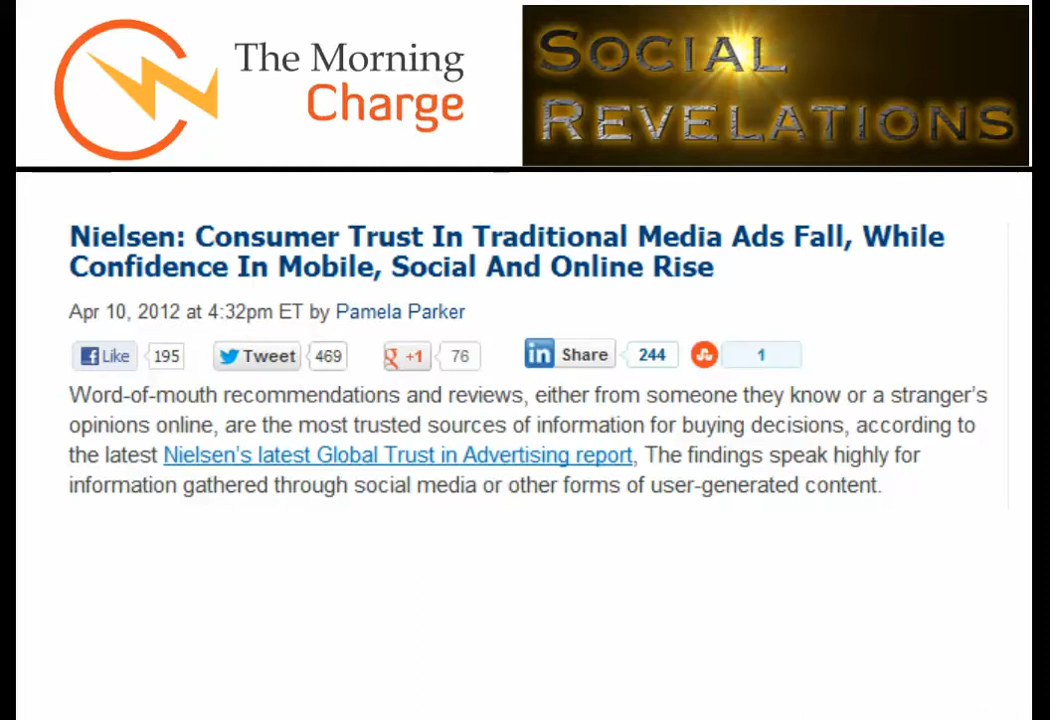 The Morning
Charge
SOCIAL
REVELATIONS
Nielsen: Consumer Trust In Traditional Media Ads Fall, While
Confidence In Mobile, Social And Online Rise
Apr 10, 2012 at 4:32pm ET by Pamela Parker
f Like 195 Tweet 469 g +1 76 in Share 244 1
Word-of-mouth recommendations and reviews, either from someone they know or a stranger's
opinions online, are the most trusted sources of information for buying decisions, according to
the latest Nielsen's latest Global Trust in Advertising report, The findings speak highly for
information gathered through social media or other forms of user-generated content.